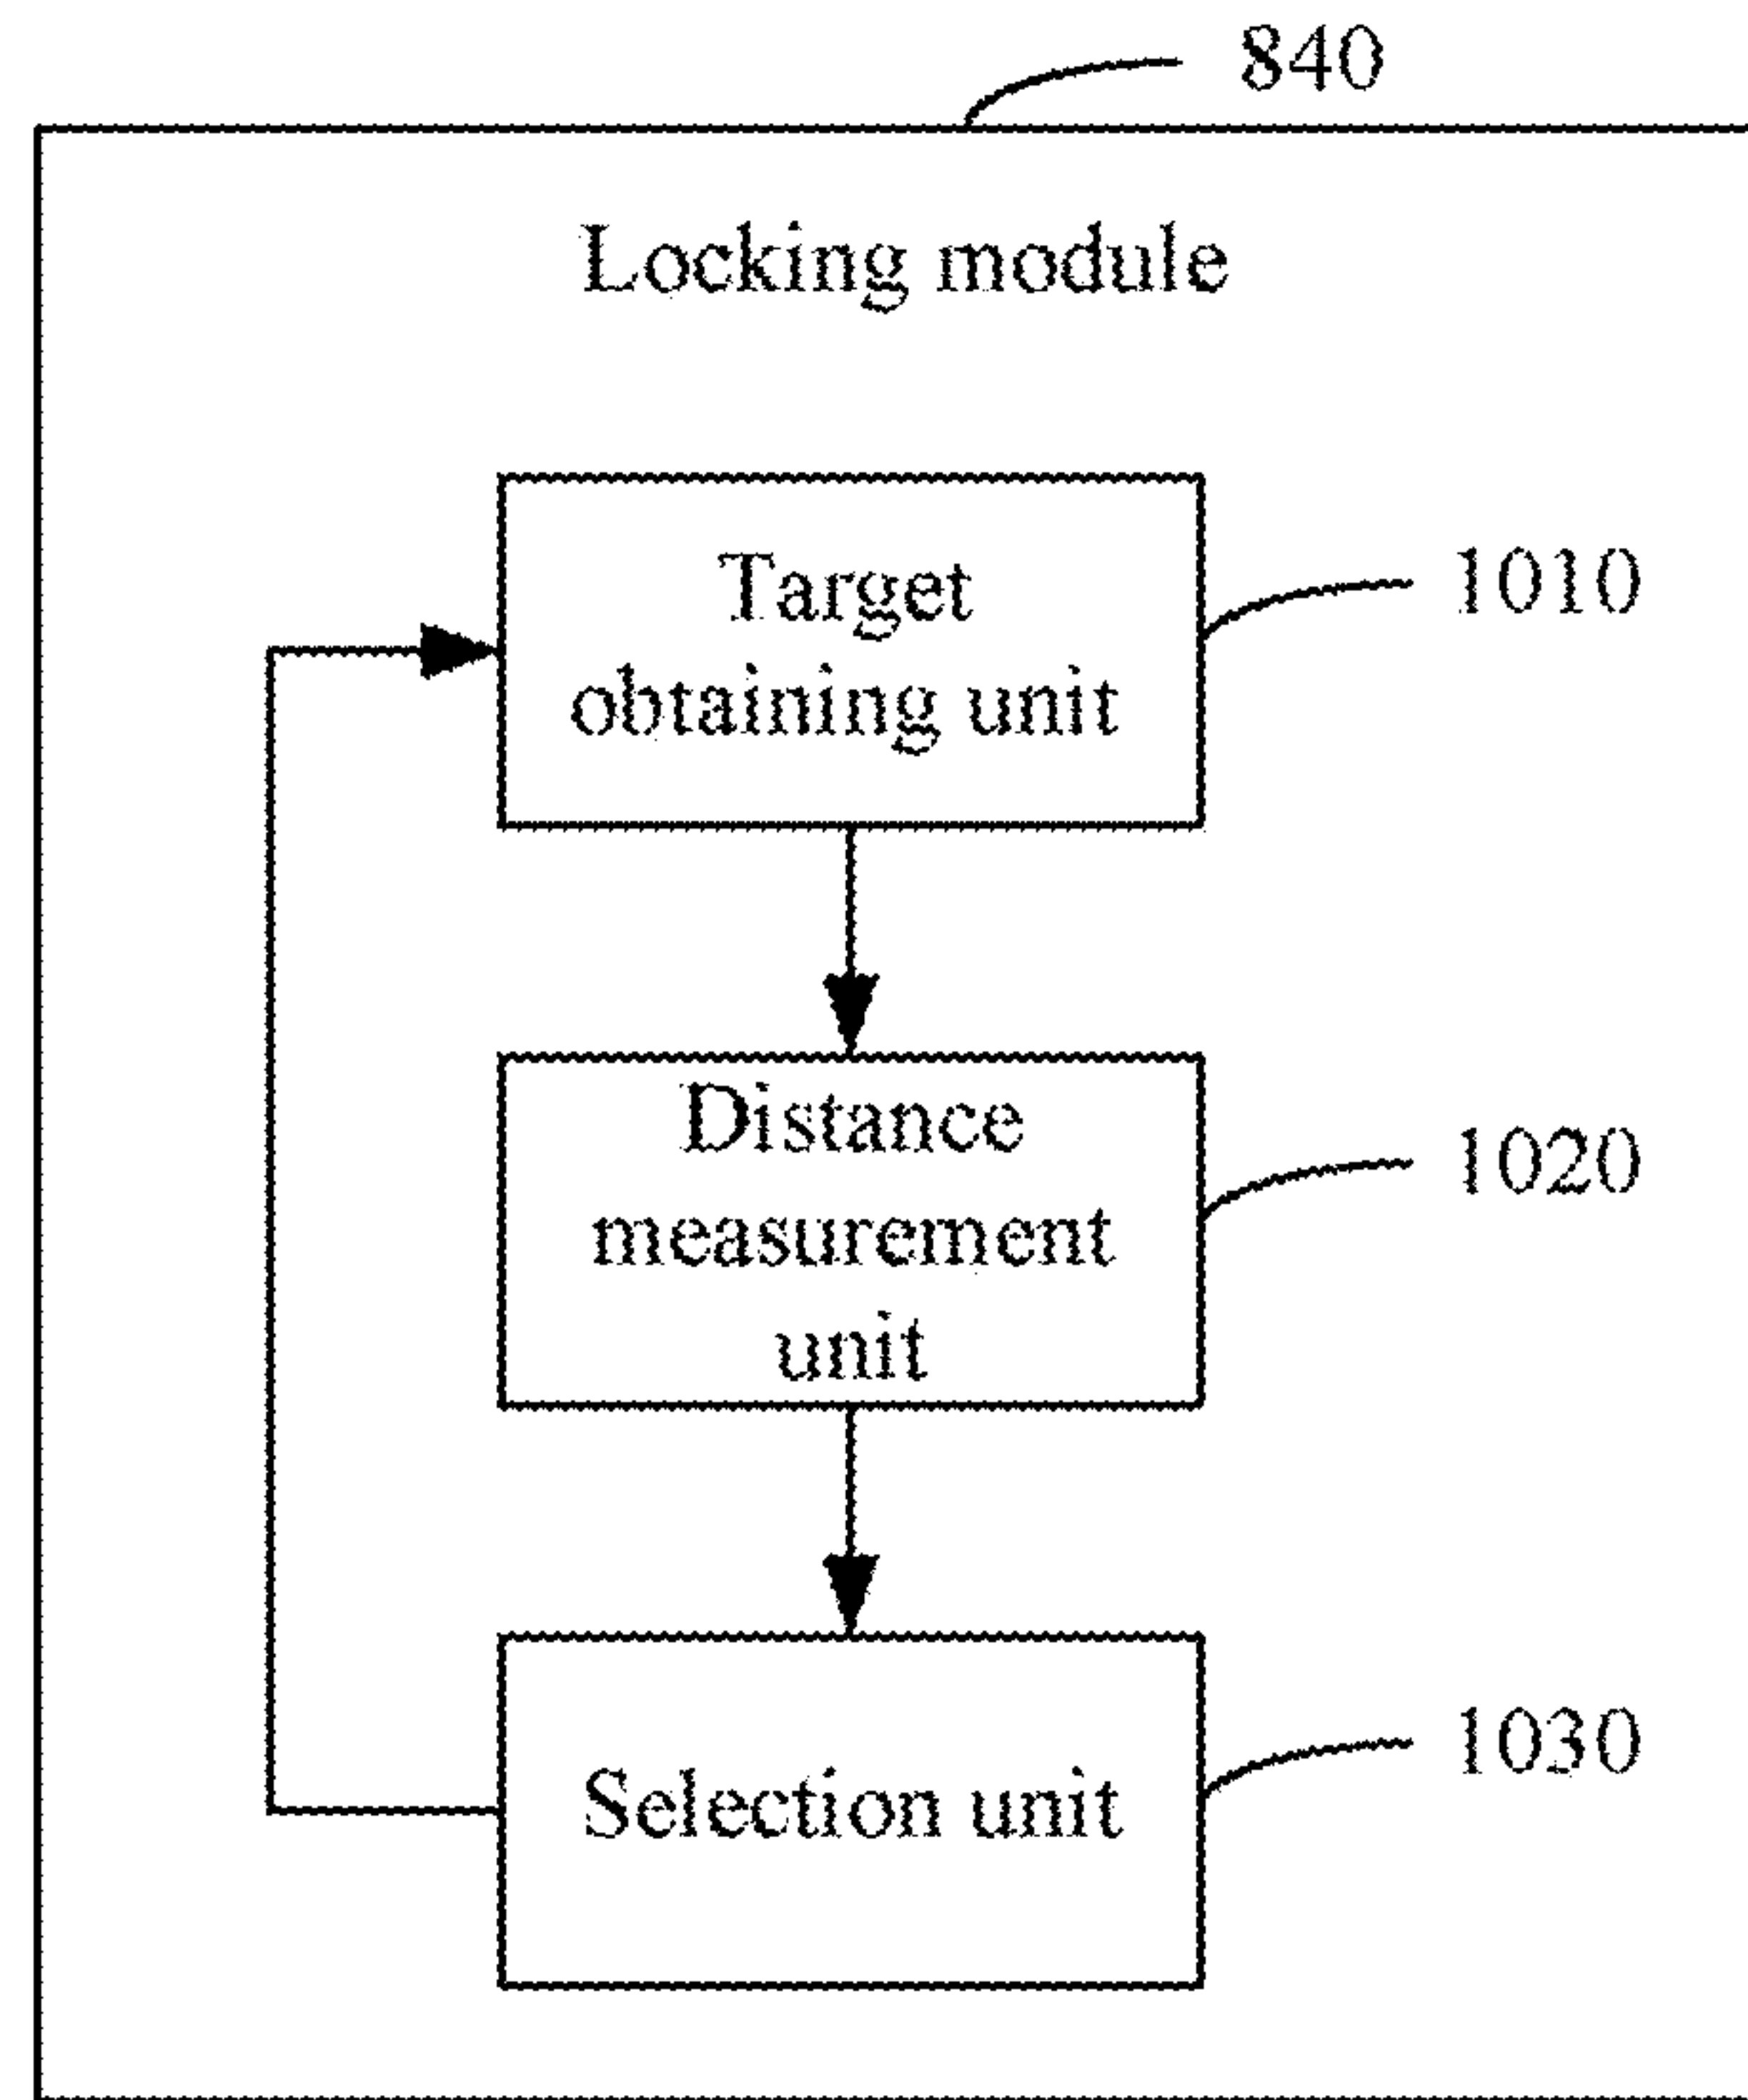 840
Locking module
Target
obtaining unit
1010
Distance
measurement
unit
1020
Selection unit
1030